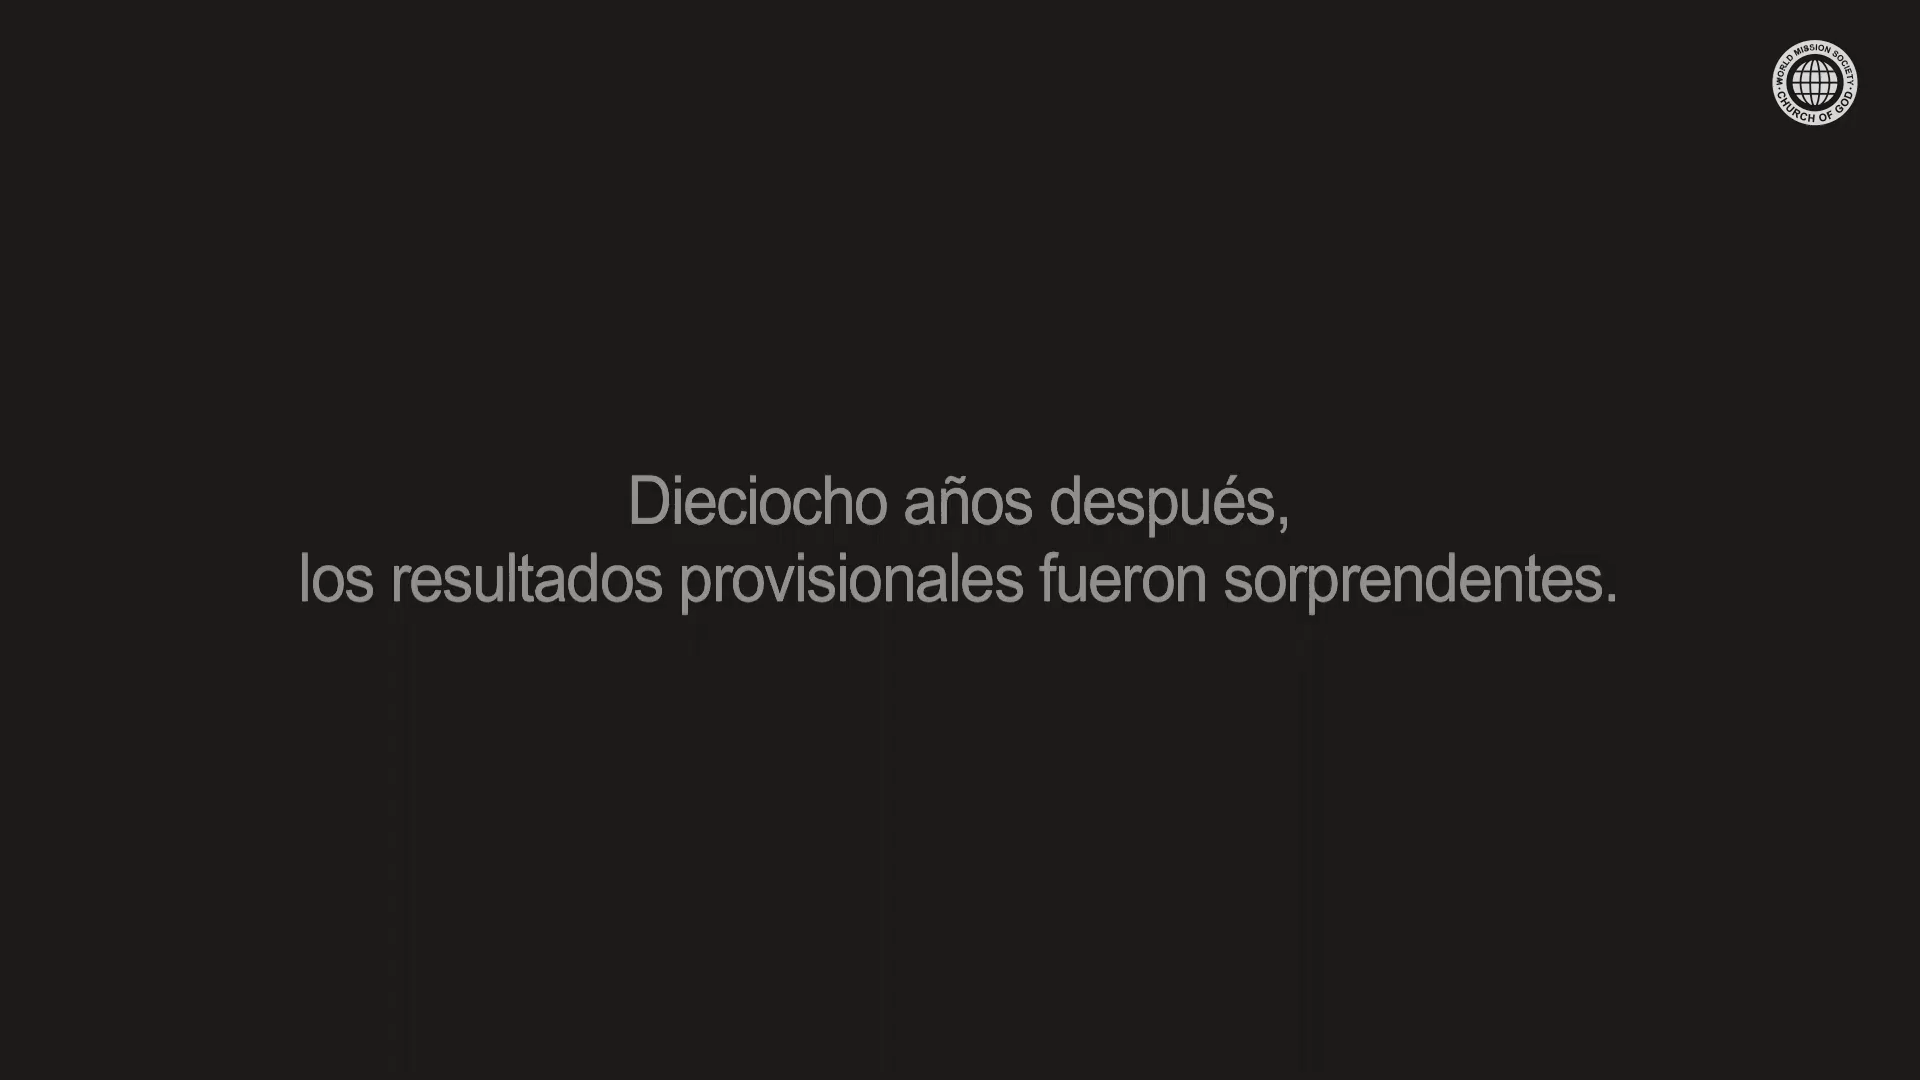 WORLD MISSION SOCIETY
CHURCH OF GOD
Dieciocho años después,
los resultados provisionales fueron sorprendentes.